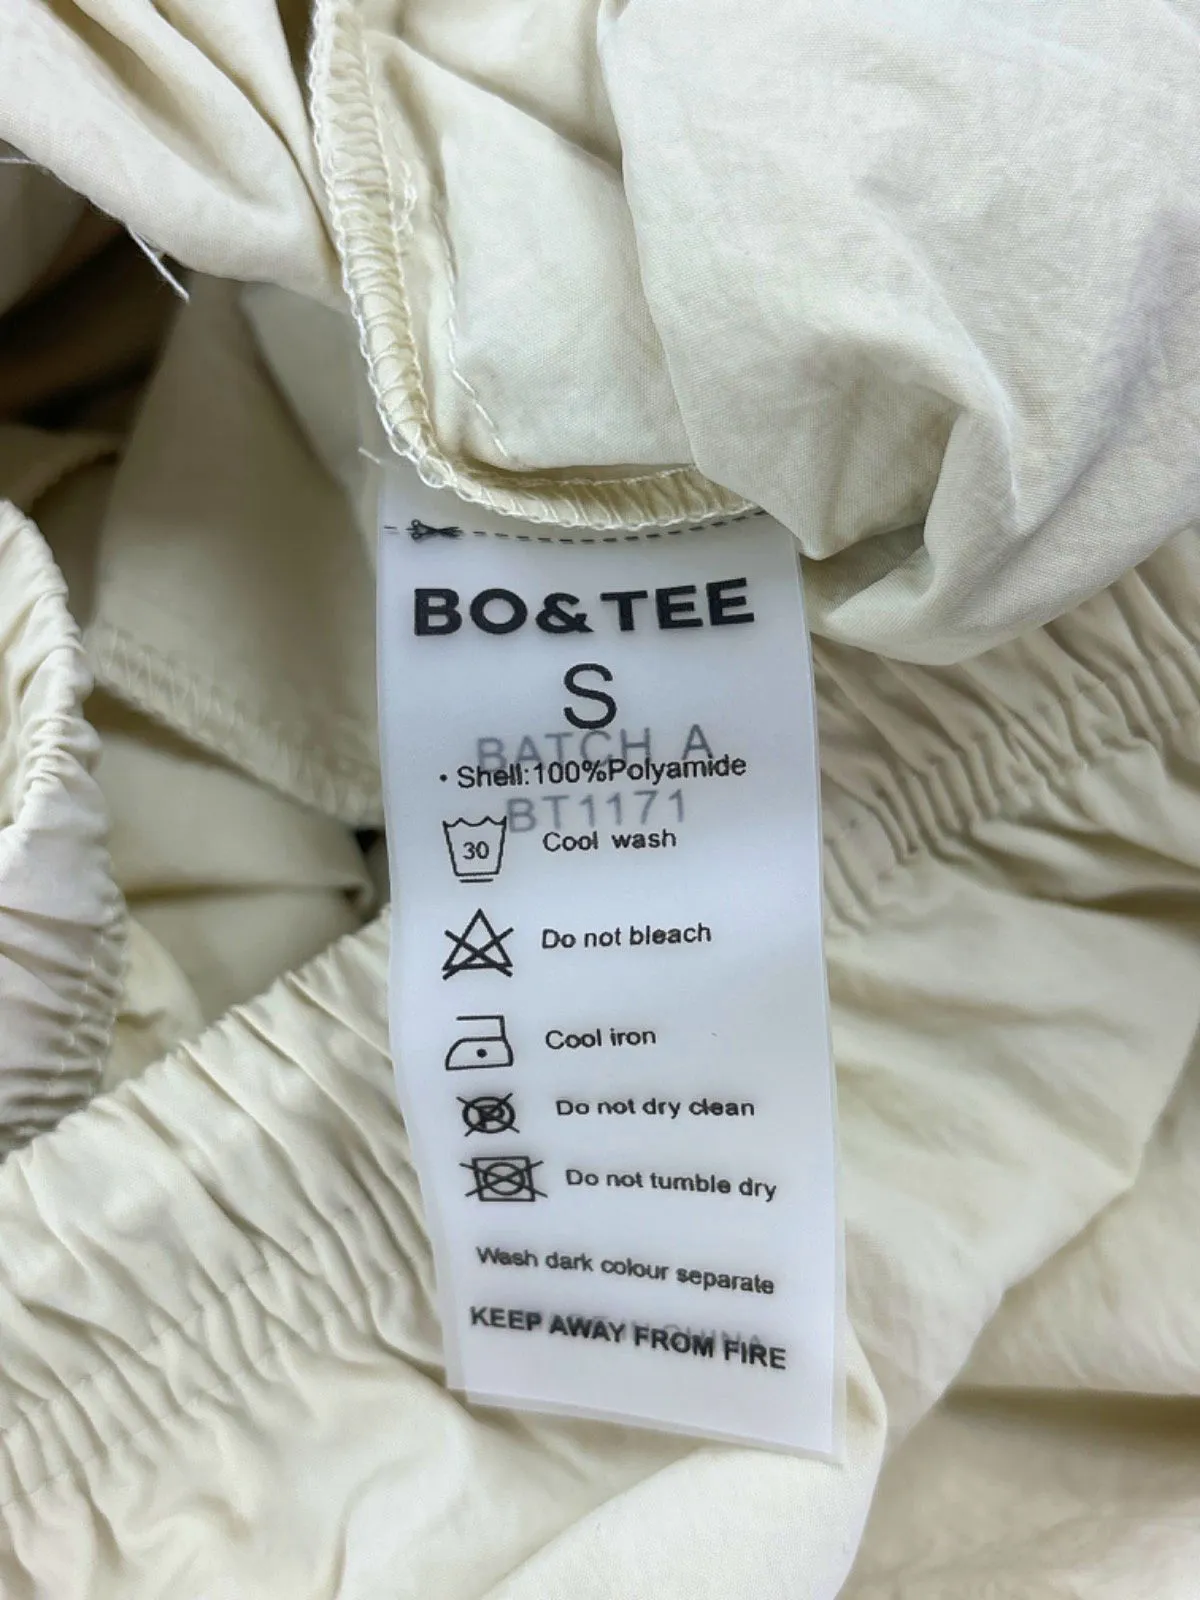 BO&TEE
S
BATCH A
• Shell:100%Polyamide
BT1171
30 Cool wash
Do not bleach
Cool iron
P Do not dry clean
Do not tumble dry
Wash dark colour separate
KEEP AWAY FROM FIRE